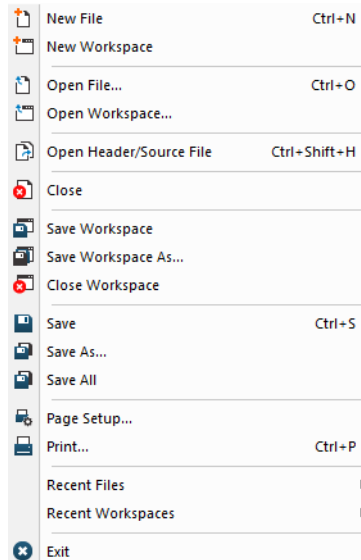 New File Ctrl+N
New Workspace
Open File... Ctrl+O
Open Workspace...
Open Header/Source File Ctrl+Shift+H
Close
Save Workspace
Save Workspace As...
Close Workspace
Save Ctrl+S
Save As...
Save All
Page Setup...
Print... Ctrl+P
Recent Files
Recent Workspaces
Exit